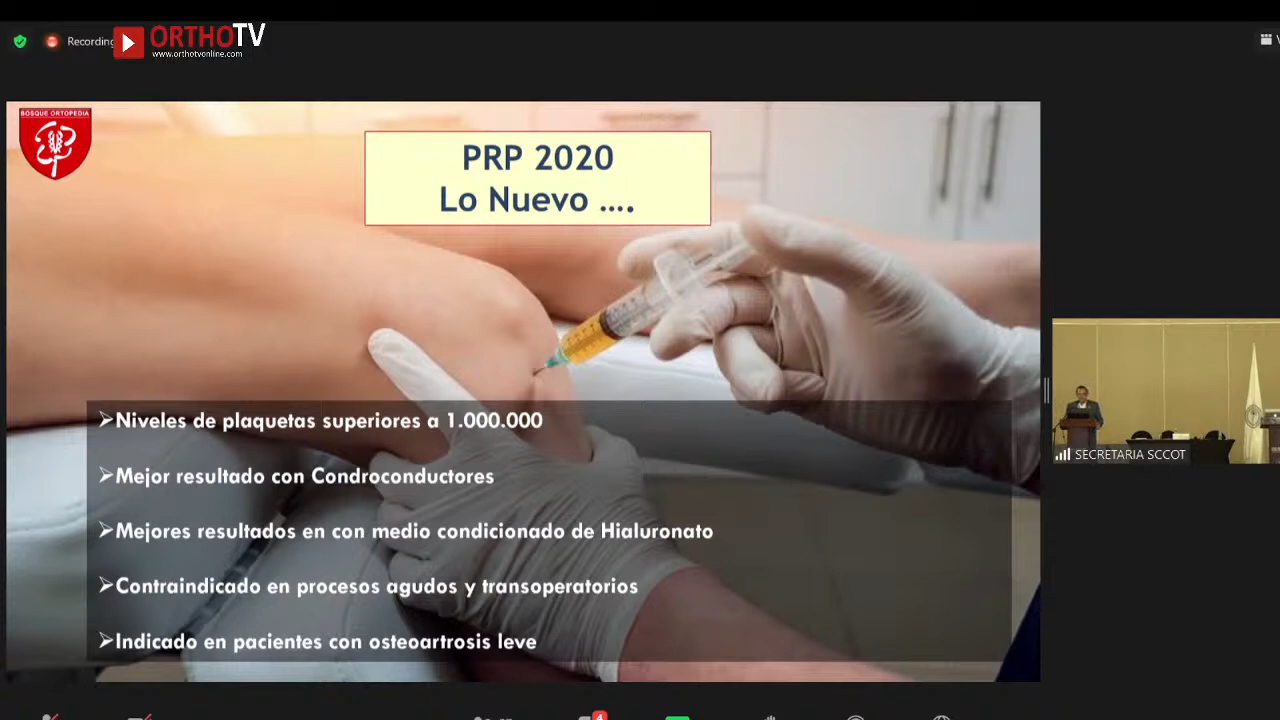 Recording
ORTHOTV
www.orthotvonline.com
BOSQUE ORTOPEDIA
PRP 2020
Lo Nuevo ....
➢Niveles de plaquetas superiores a 1.000.000
➢Mejor resultado con Condroconductores
➢Mejores resultados en con medio condicionado de Hialuronato
➢Contraindicado en procesos agudos y transoperatorios
➢Indicado en pacientes con osteoartrosis leve
SECRETARIA SCCOT
4